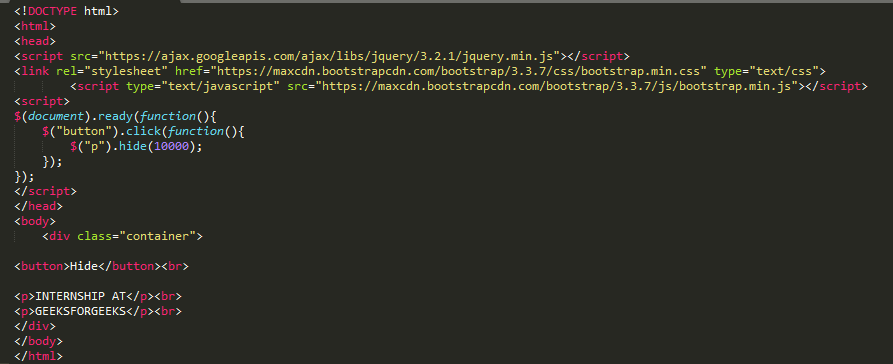 <!DOCTYPE html>
<html>
<head>
<script src="https://ajax.googleapis.com/ajax/libs/jquery/3.2.1/jquery.min.js"></script>
<link rel="stylesheet" href="https://maxcdn.bootstrapcdn.com/bootstrap/3.3.7/css/bootstrap.min.css" type="text/css">
        <script type="text/javascript" src="https://maxcdn.bootstrapcdn.com/bootstrap/3.3.7/js/bootstrap.min.js"></script>
<script>
$(document).ready(function(){
    $("button").click(function(){
        $("p").hide(10000);
    });
});
</script>
</head>
<body>
    <div class="container">
<button>Hide</button><br>
<p>INTERNSHIP AT</p><br>
<p>GEEKSFORGEEKS</p><br>
</div>
</body>
</html>